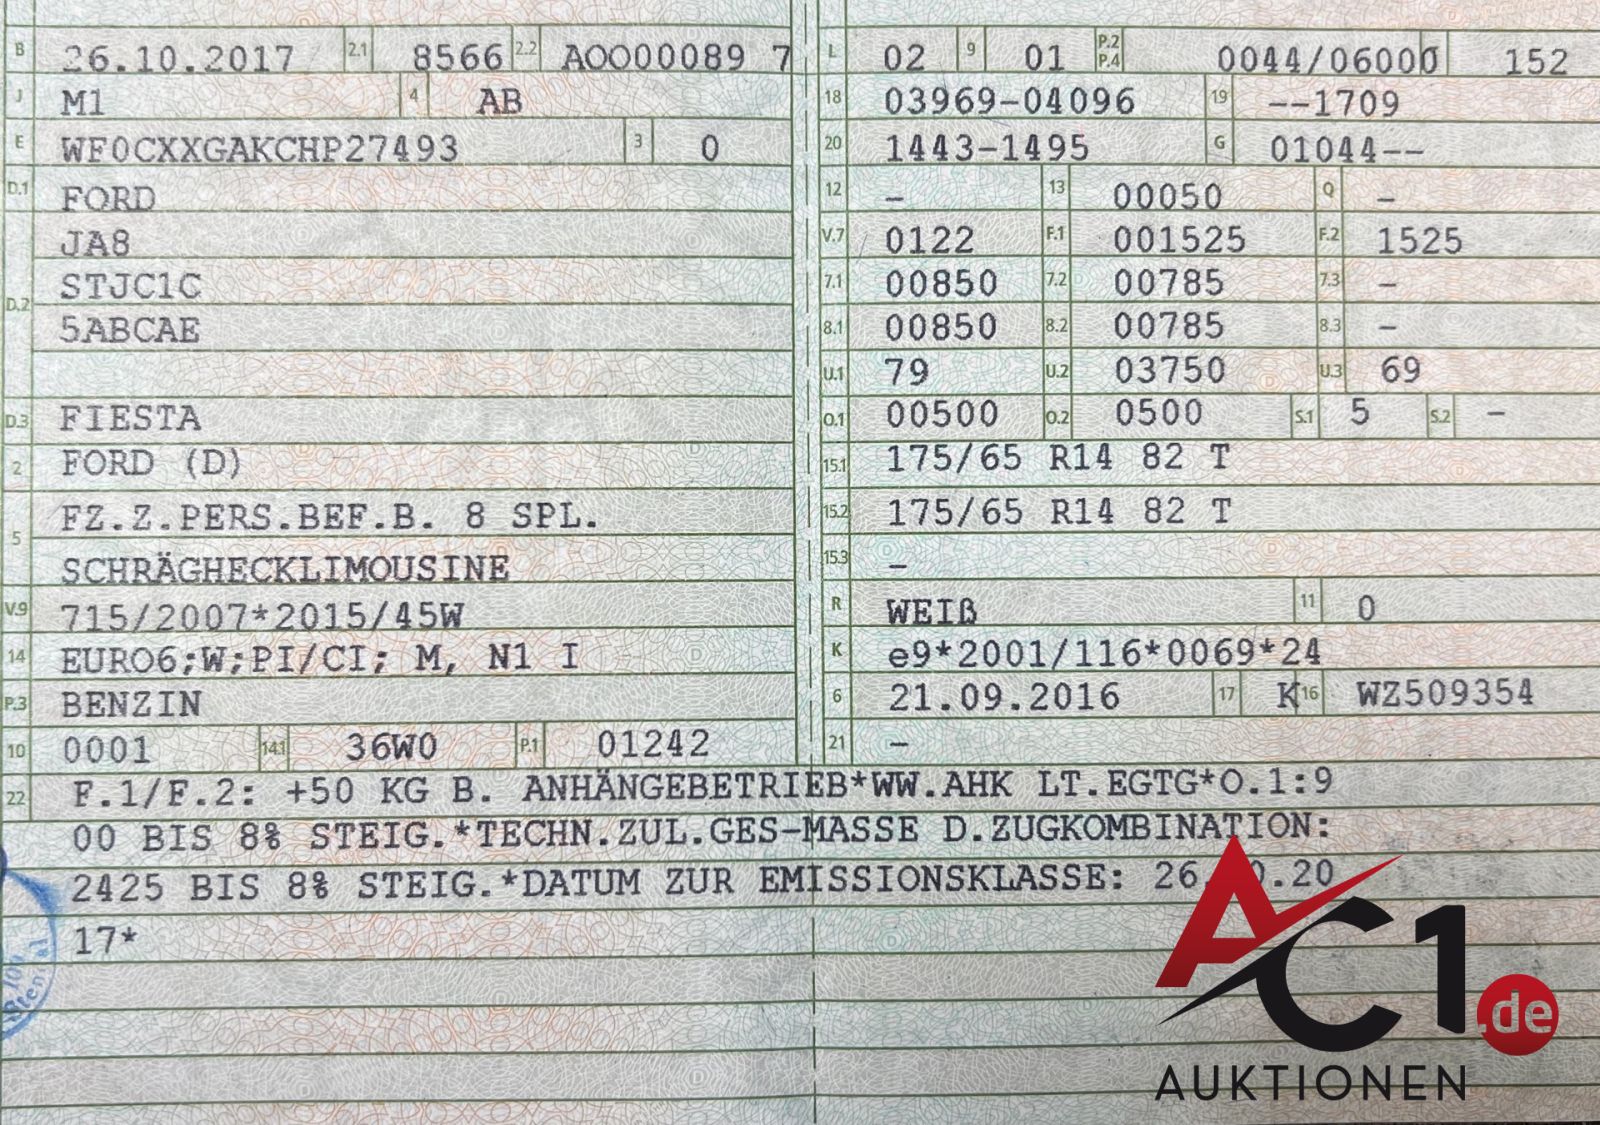 B 26.10.2017 2.1 8566 2.2 AOO00089 7
J M1 4 AB
E WF0CXXGAKCHP27493 3 0
D.1 FORD
JA8
D.2 STJC1C
5ABCAE
D.3 FIESTA
2 FORD (D)
5 FZ.Z.PERS.BEF.B. 8 SPL.
SCHRÄGHECKLIMOUSINE
V.9 715/2007*2015/45W
14 EURO6;W;PI/CI; M, N1 I
P.3 BENZIN
10 0001 14.1 36W0 P.1 01242
L 02 9 01 P.2 P.4 0044/06000 152
18 03969-04096 19 --1709
20 1443-1495 G 01044--
12 - 13 00050 Q -
V.7 0122 F.1 001525 F.2 1525
7.1 00850 7.2 00785 7.3 -
8.1 00850 8.2 00785 8.3 -
U.1 79 U.2 03750 U.3 69
O.1 00500 O.2 0500 S.1 5 S.2 -
15.1 175/65 R14 82 T
15.2 175/65 R14 82 T
15.3 -
R WEIß 11 0
K e9*2001/116*0069*24
6 21.09.2016 17 K 16 WZ509354
21 -
22 F.1/F.2: +50 KG B. ANHÄNGEBETRIEB*WW.AHK LT.EGTG*O.1:9
00 BIS 8% STEIG.*TECHN.ZUL.GES-MASSE D.ZUGKOMBINATION:
2425 BIS 8% STEIG.*DATUM ZUR EMISSIONSKLASSE: 26. 0.20
17*
AC1.de
AUKTIONEN